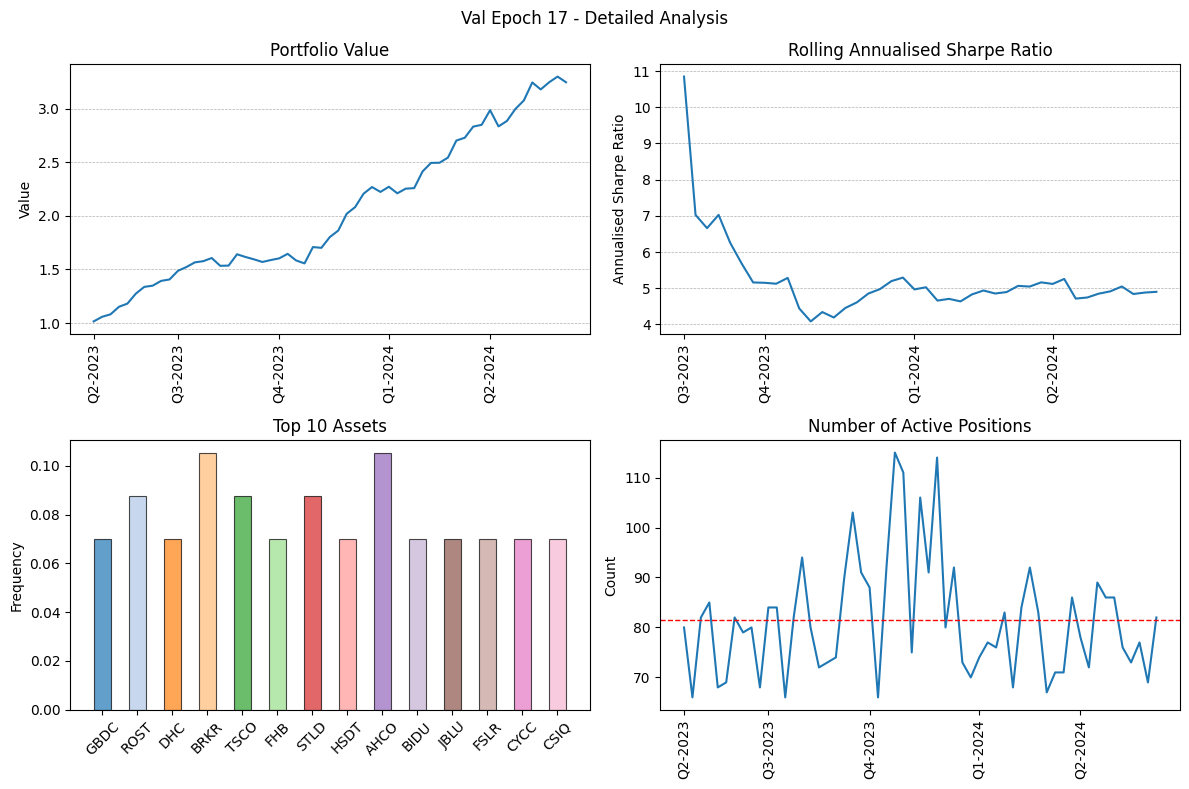 Val Epoch 17 - Detailed Analysis
Portfolio Value
Value
3.0
2.5
2.0
1.5
1.0
Q2-2023
Q3-2023
Q4-2023
Q1-2024
Q2-2024
Rolling Annualised Sharpe Ratio
Annualised Sharpe Ratio
11
10
9
8
7
6
5
4
Q3-2023
Q4-2023
Q1-2024
Q2-2024
Top 10 Assets
Frequency
0.10
0.08
0.06
0.04
0.02
0.00
GBDC
ROST
DHC
BRKR
TSCO
FHB
STLD
HSDT
AHCO
BIDU
JBLU
FSLR
CYCC
CSIQ
Number of Active Positions
Count
110
100
90
80
70
Q2-2023
Q3-2023
Q4-2023
Q1-2024
Q2-2024